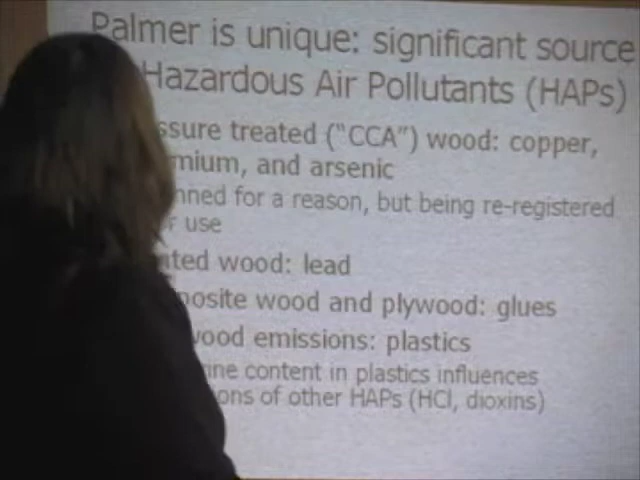 Palmer is unique: significant source
Hazardous Air Pollutants (HAPs)
ssure treated ("CCA") wood: copper,
mium, and arsenic
nned for a reason, but being re-registered
r use
ted wood: lead
posite wood and plywood: glues
wood emissions: plastics
ine content in plastics influences
ons of other HAPs (HCl, dioxins)